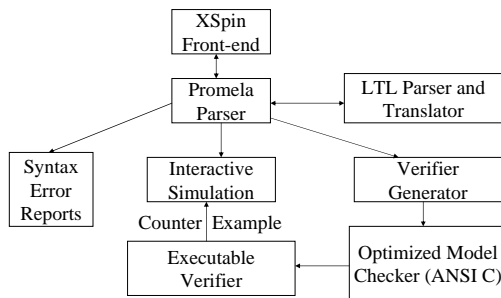 XSpin
Front-end
Promela
Parser
LTL Parser and
Translator
Syntax
Error
Reports
Interactive
Simulation
Verifier
Generator
Counter Example
Executable
Verifier
Optimized Model
Checker (ANSI C)